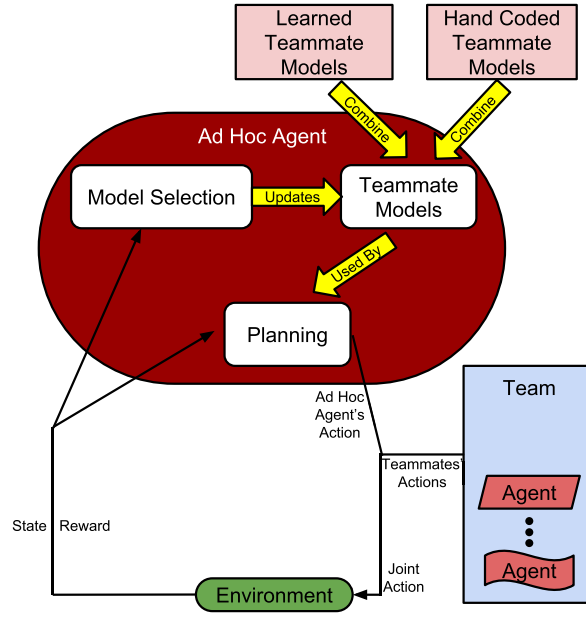 Learned
Teammate
Models
Hand Coded
Teammate
Models
Combine
Combine
Ad Hoc Agent
Model Selection
Updates
Teammate
Models
Used By
Planning
Ad Hoc
Agent's
Action
Team
Teammates'
Actions
Agent
Agent
State
Reward
Joint
Action
Environment